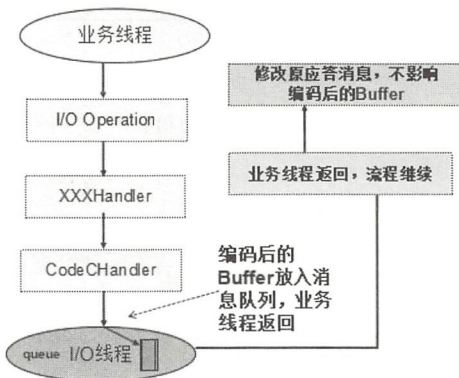 业务线程
I/O Operation
XXXHandler
CodeCHandler
queue I/O线程
编码后的
Buffer放入消
息队列，业务
线程返回
修改原应答消息，不影响
编码后的Buffer
业务线程返回，流程继续